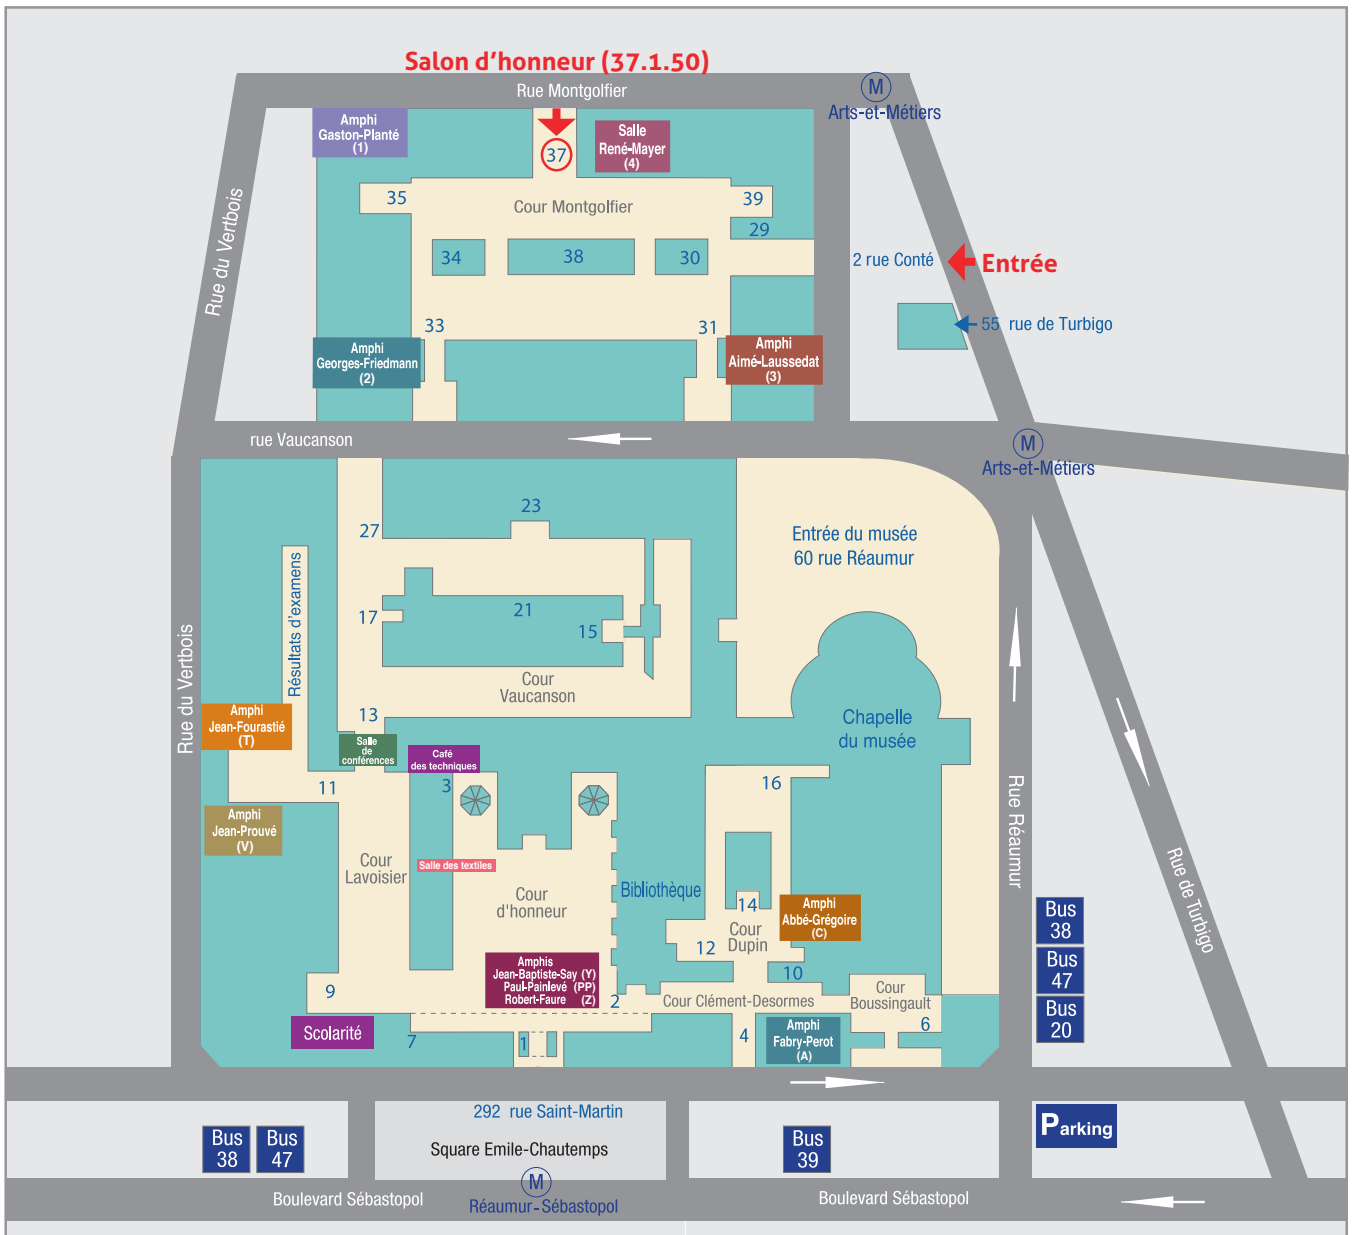 Salon d'honneur (37.1.50)
Rue Montgolfier
M
Arts-et-Métiers
Amphi
Gaston-Planté
(1)
37
Salle
René-Mayer
(4)
35
Cour Montgolfier
39
29
34
38
30
2 rue Conté
Entrée
55 rue de Turbigo
Rue du Vertbois
33
31
Amphi
Georges-Friedmann
(2)
Amphi
Aimé-Laussedat
(3)
rue Vaucanson
M
Arts-et-Métiers
23
27
Entrée du musée
60 rue Réaumur
Résultats d'examens
17
21
15
Rue du Vertbois
Cour
Vaucanson
13
Chapelle
du musée
Amphi
Jean-Fourastié
(T)
Salle
de
conférences
Café
des techniques
11
3
16
Amphi
Jean-Prouvé
(V)
Rue Réaumur
Cour
Lavoisier
Salle des textiles
Cour
d'honneur
Bibliothèque
14
Amphi
Abbé-Grégoire
(C)
Cour
Dupin
12
10
Rue de Turbigo
Bus
38
Bus
47
Bus
20
Amphis
Jean-Baptiste-Say (Y)
Paul-Painlevé (PP)
Robert-Faure (Z)
9
2
Cour Clément-Desormes
Cour
Boussingault
6
Scolarité
7
1
4
Amphi
Fabry-Perot
(A)
292 rue Saint-Martin
Parking
Bus
38
Bus
47
Square Emile-Chautemps
Bus
39
M
Boulevard Sébastopol
Réaumur-Sébastopol
Boulevard Sébastopol